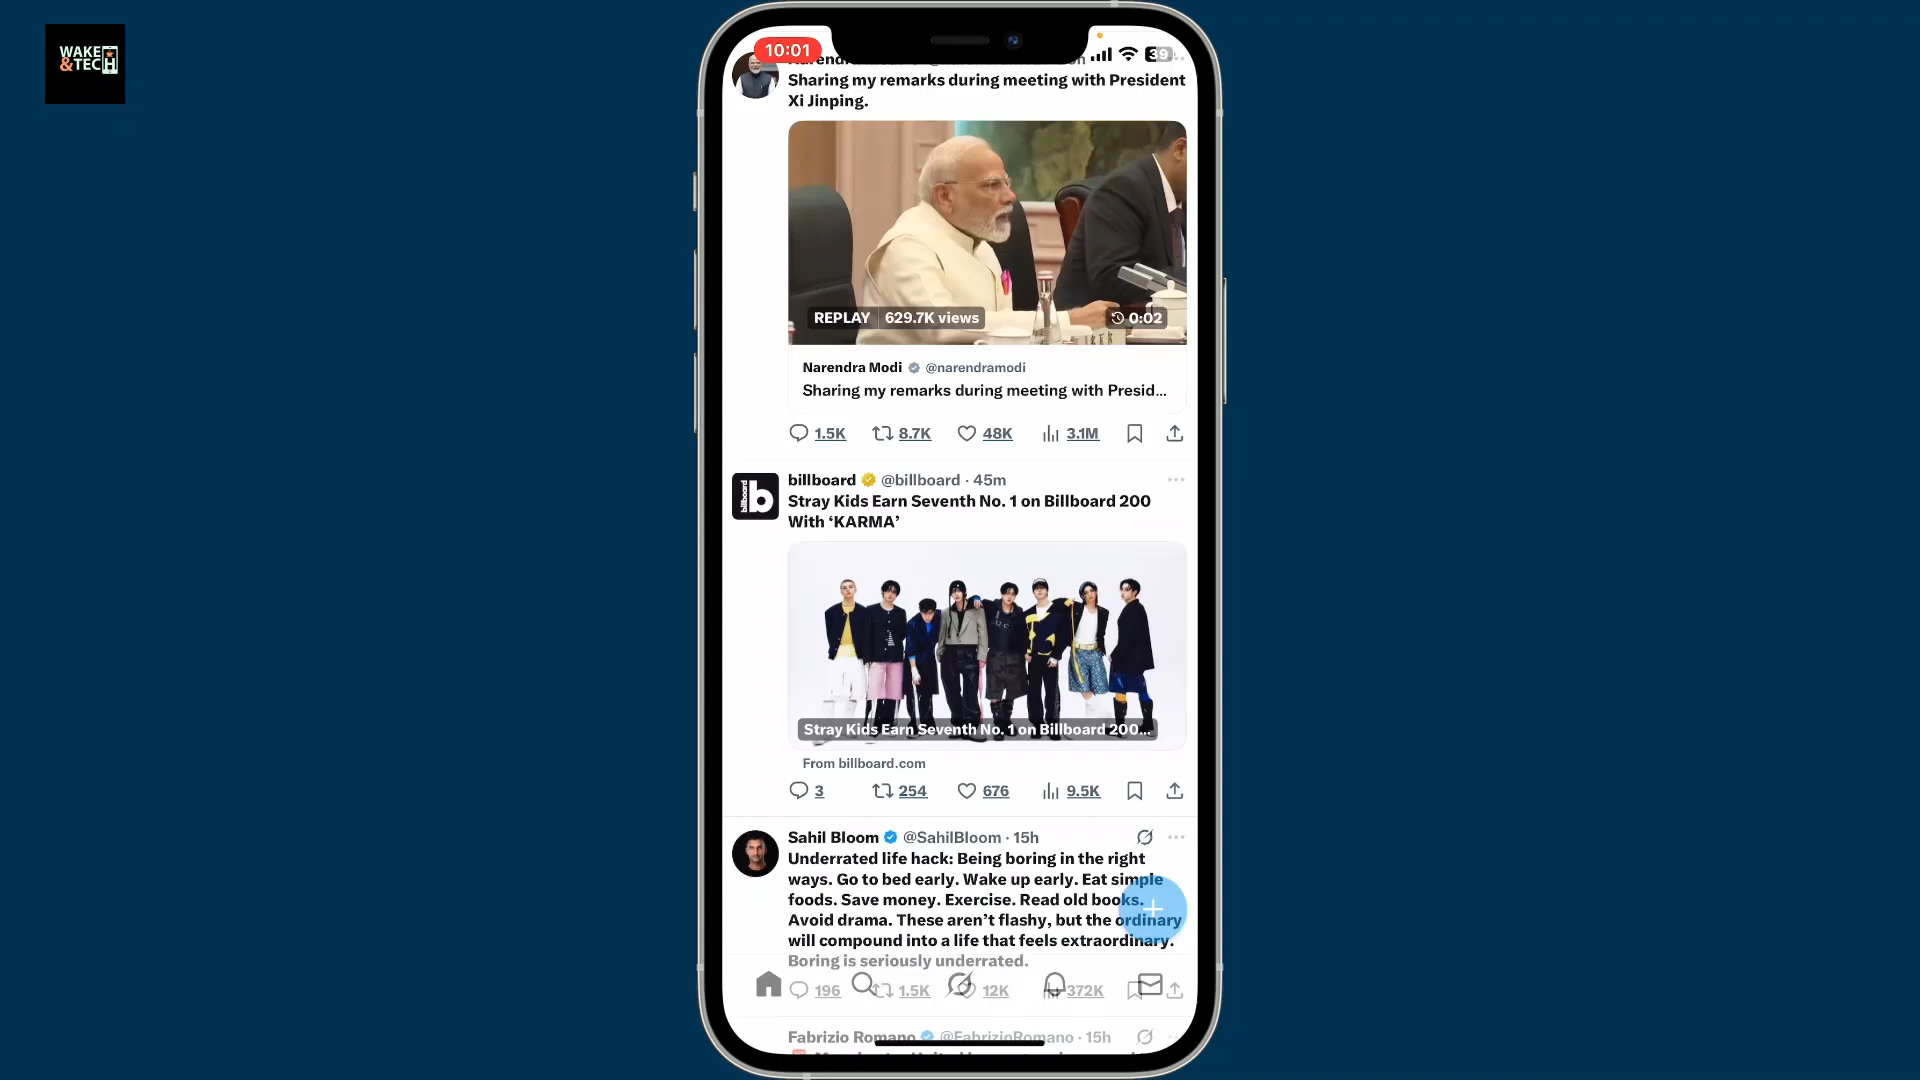 WAKE
&TECH
10:01
39
Sharing my remarks during meeting with President
Xi Jinping.
REPLAY 629.7K views
0:02
Narendra Modi @narendramodi
Sharing my remarks during meeting with Presid...
1.5K 8.7K 48K 3.1M
billboard @billboard · 45m
billboard b
Stray Kids Earn Seventh No. 1 on Billboard 200
With ‘KARMA’
Stray Kids Earn Seventh No. 1 on Billboard 200...
From billboard.com
3 254 676 9.5K
Sahil Bloom @SahilBloom · 15h
Underrated life hack: Being boring in the right
ways. Go to bed early. Wake up early. Eat simple
foods. Save money. Exercise. Read old books.
Avoid drama. These aren’t flashy, but the ordinary
will compound into a life that feels extraordinary.
Boring is seriously underrated.
196 1.5K 12K 372K
Fabrizio Romano @FabrizioRomano · 15h